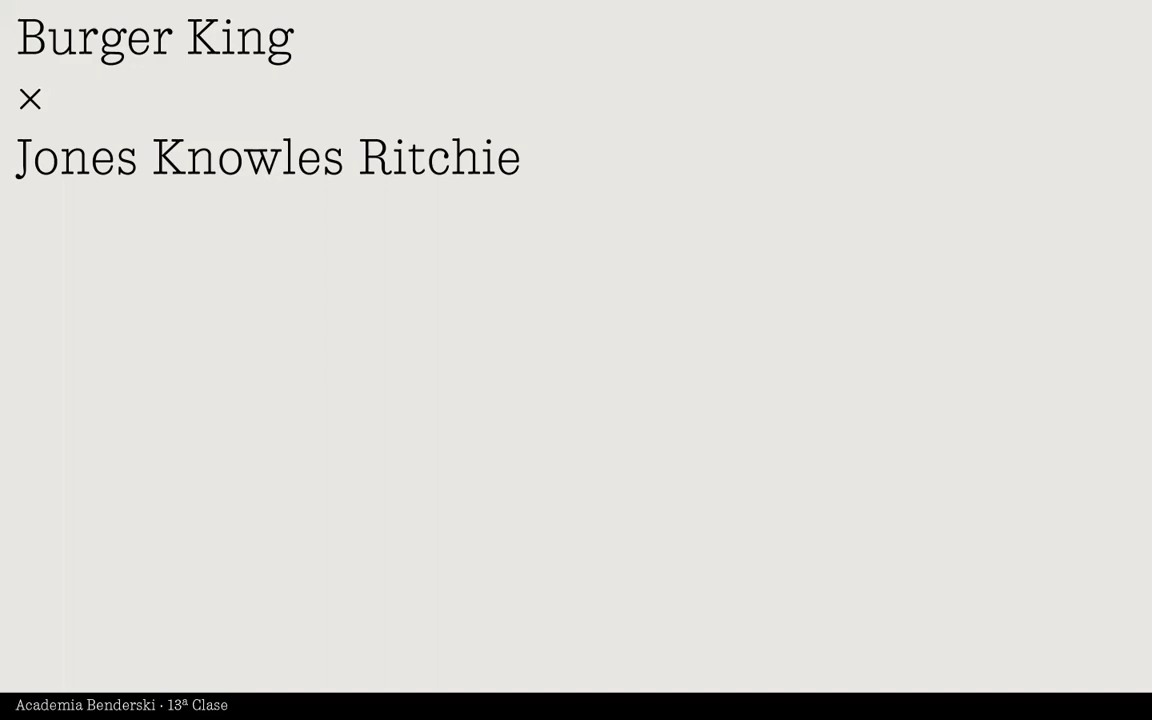 Burger King
×
Jones Knowles Ritchie
Academia Benderski · 13ª Clase